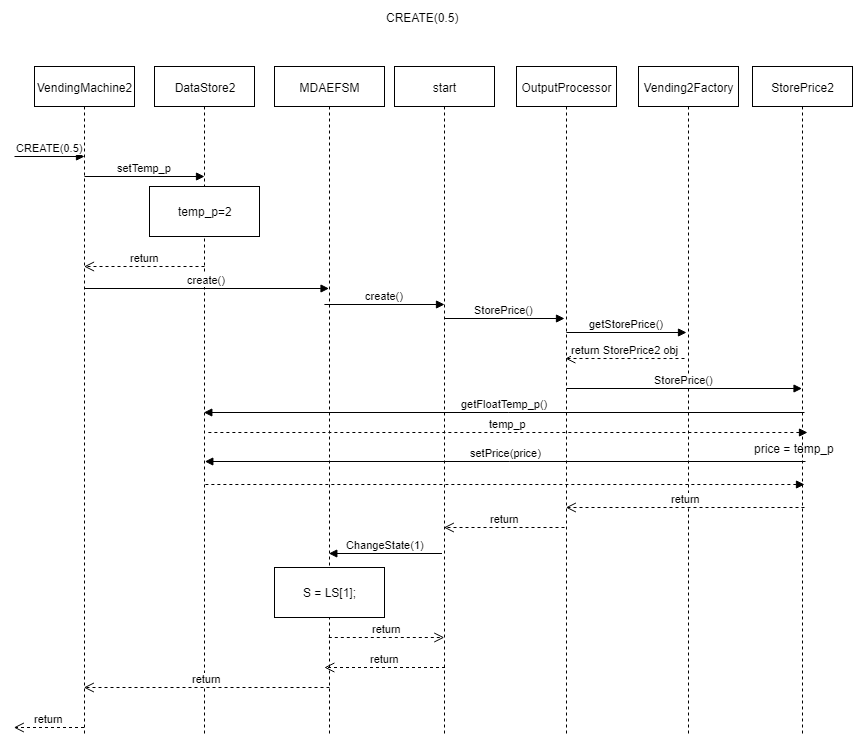 CREATE(0.5)
VendingMachine2
DataStore2
MDAEFSM
start
OutputProcessor
Vending2Factory
StorePrice2
CREATE(0.5)
setTemp_p
temp_p=2
return
create()
create()
StorePrice()
getStorePrice()
return StorePrice2 obj
StorePrice()
getFloatTemp_p()
temp_p
price = temp_p
setPrice(price)
return
return
ChangeState(1)
S = LS[1];
return
return
return
return